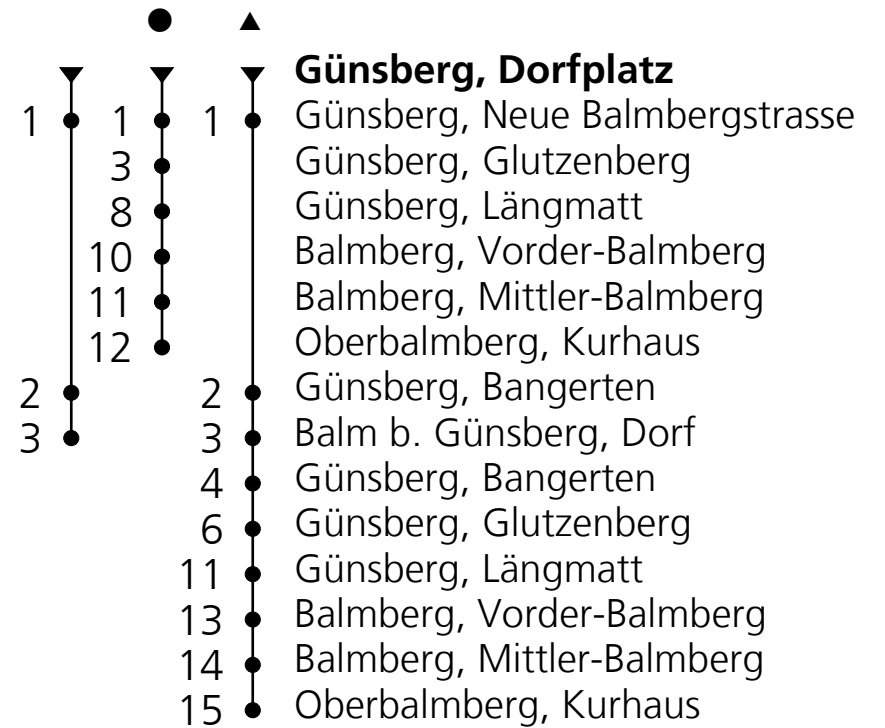 ● ▲
Günsberg, Dorfplatz
1 1 1 Günsberg, Neue Balmbergstrasse
3 Günsberg, Glutzenberg
8 Günsberg, Längmatt
10 Balmberg, Vorder-Balmberg
11 Balmberg, Mittler-Balmberg
12 Oberbalmberg, Kurhaus
2 2 Günsberg, Bangerten
3 3 Balm b. Günsberg, Dorf
4 Günsberg, Bangerten
6 Günsberg, Glutzenberg
11 Günsberg, Längmatt
13 Balmberg, Vorder-Balmberg
14 Balmberg, Mittler-Balmberg
15 Oberbalmberg, Kurhaus